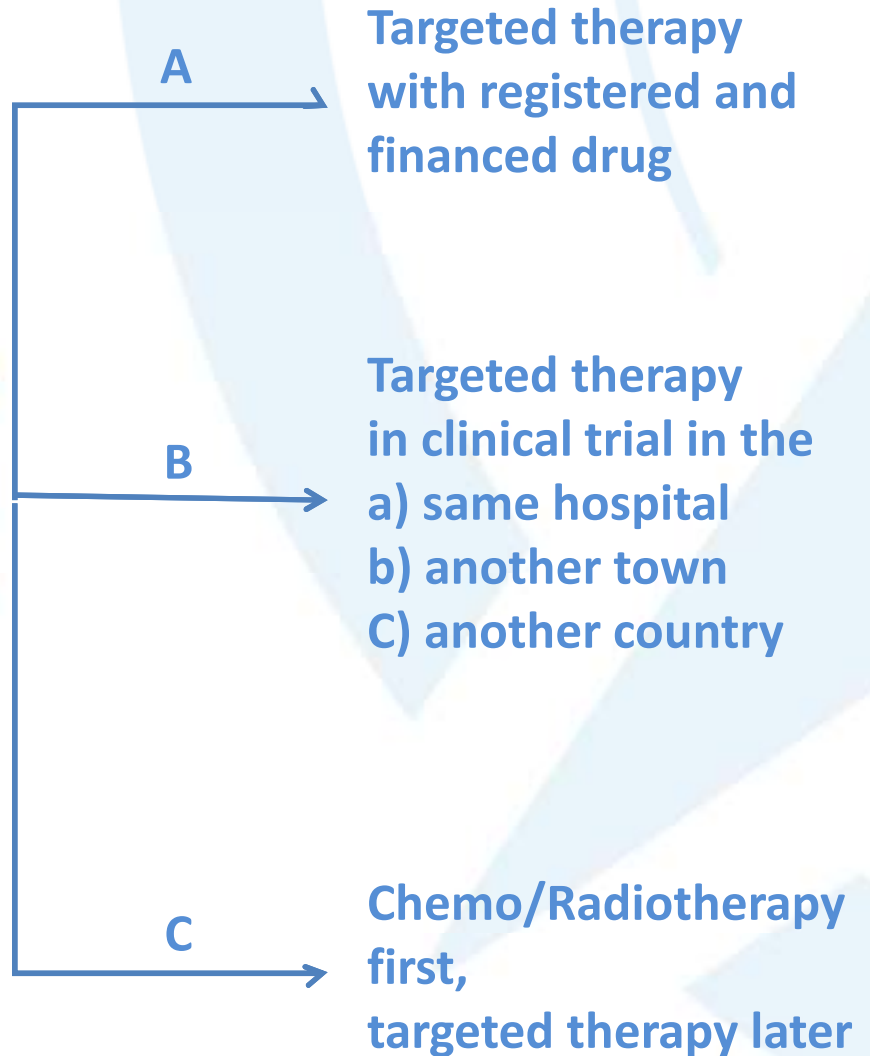 A
Targeted therapy
with registered and
financed drug
B
Targeted therapy
in clinical trial in the
a) same hospital
b) another town
C) another country
C
Chemo/Radiotherapy
first,
targeted therapy later